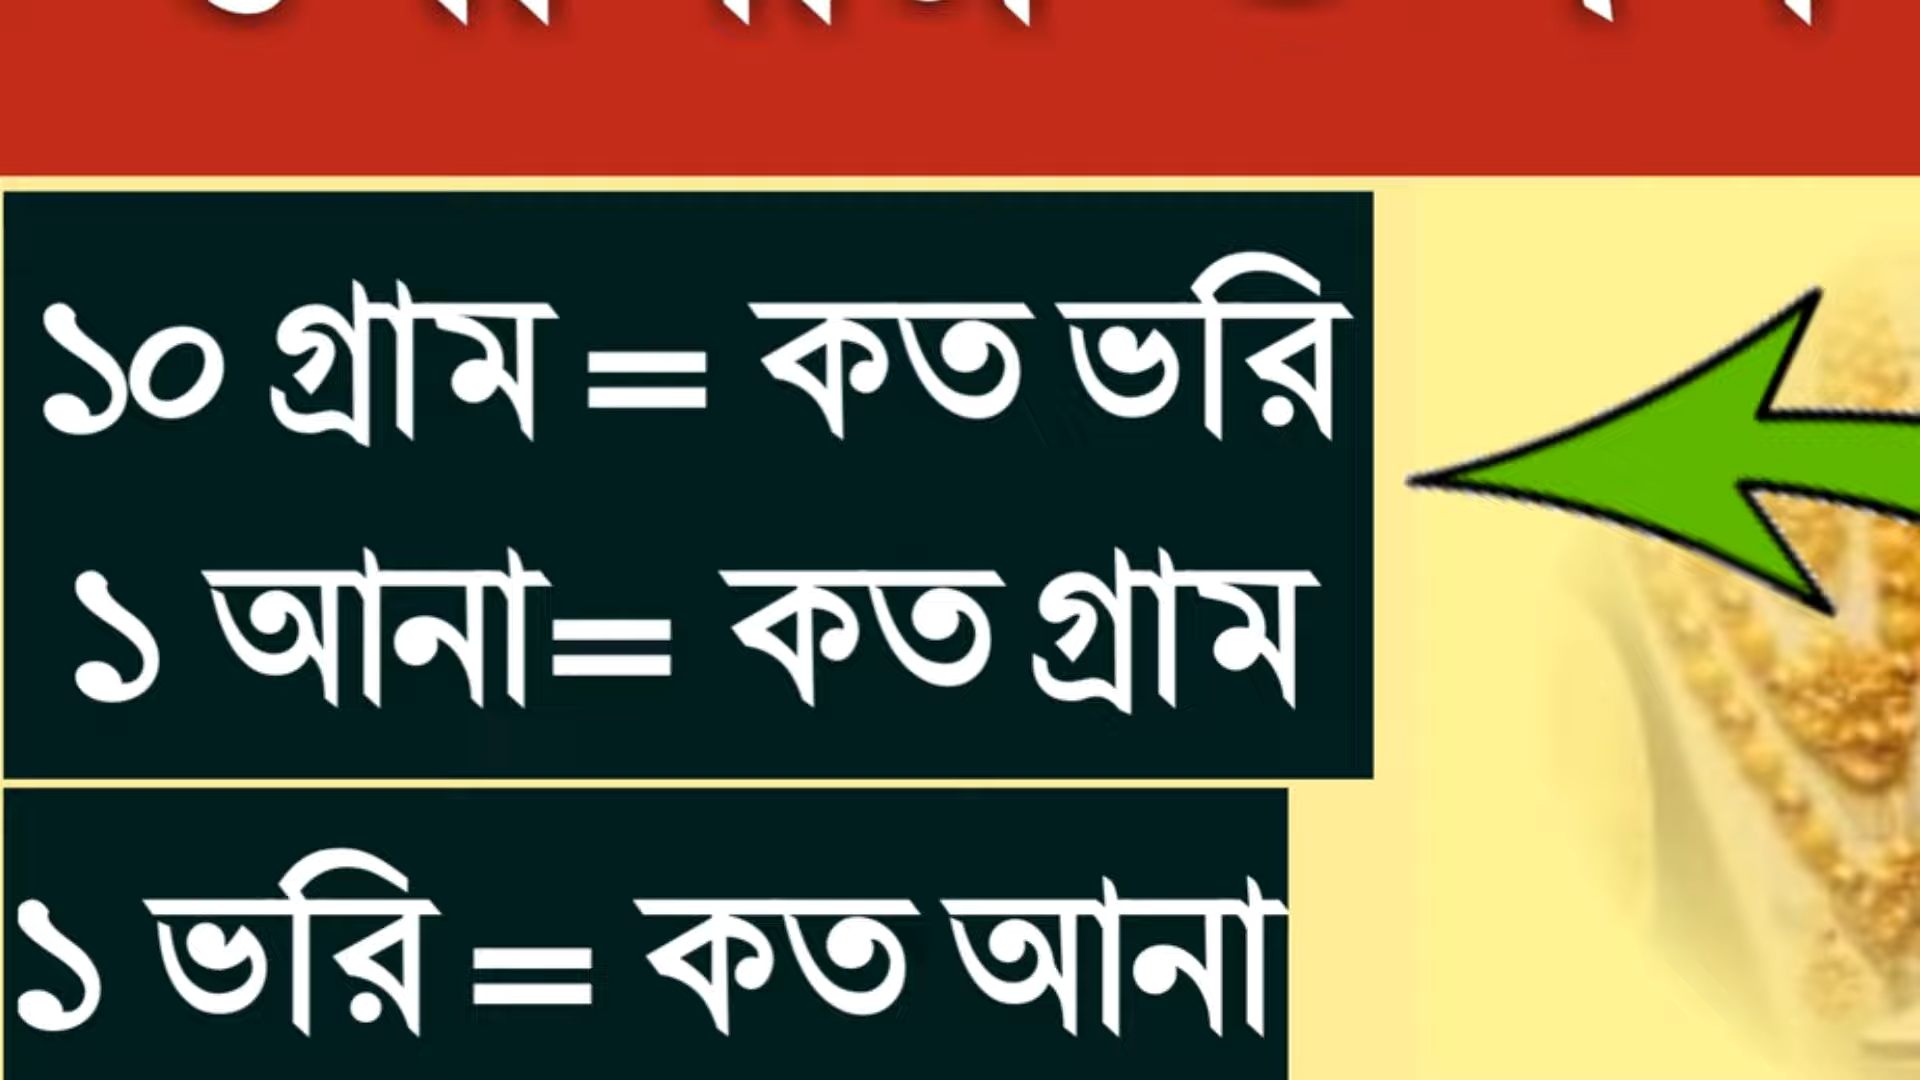 ১০ গ্রাম = কত ভরি
১ আনা= কত গ্রাম
১ ভরি = কত আনা